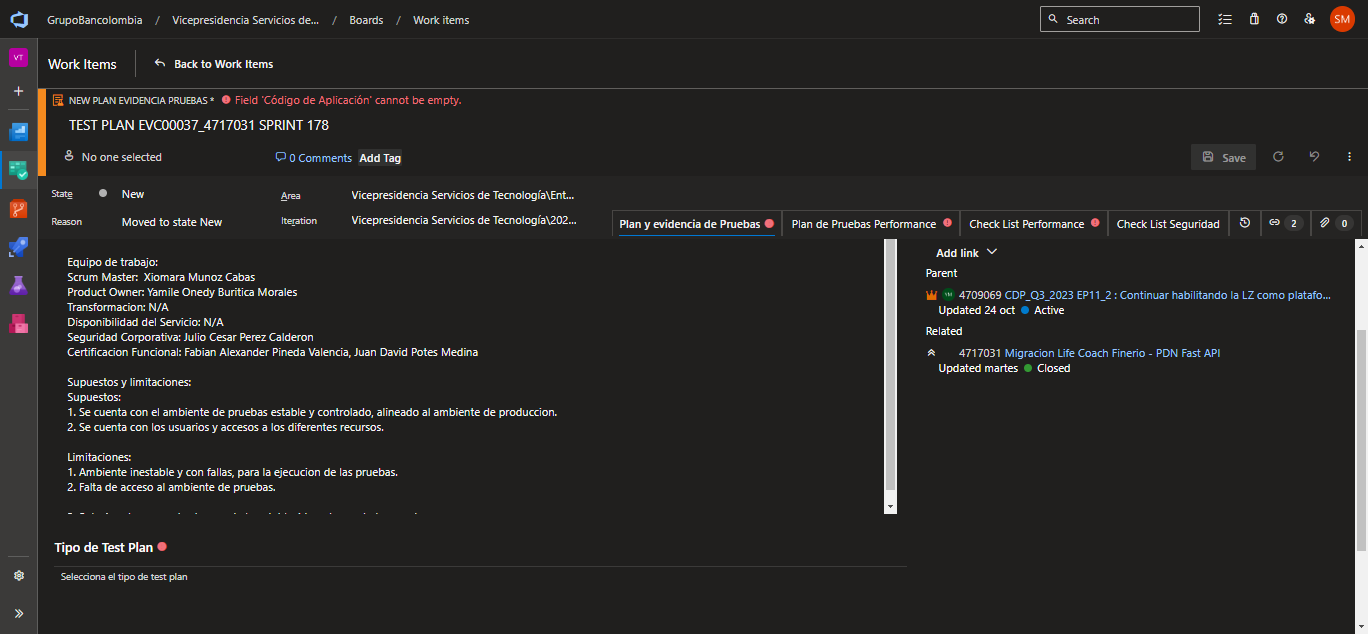 GrupoBancolombia / Vicepresidencia Servicios de... / Boards / Work items
Search
SM
VT
Work Items
Back to Work Items
NEW PLAN EVIDENCIA PRUEBAS * Field 'Código de Aplicación' cannot be empty.
TEST PLAN EVC00037_4717031 SPRINT 178
No one selected
0 Comments
Add Tag
Save
State
New
Area
Vicepresidencia Servicios de Tecnología\Ent...
Reason
Moved to state New
Iteration
Vicepresidencia Servicios de Tecnología\202...
Plan y evidencia de Pruebas
Plan de Pruebas Performance
Check List Performance
Check List Seguridad
2
0
Equipo de trabajo:
Scrum Master: Xiomara Munoz Cabas
Product Owner: Yamile Onedy Buritica Morales
Transformacion: N/A
Disponibilidad del Servicio: N/A
Seguridad Corporativa: Julio Cesar Perez Calderon
Certificacion Funcional: Fabian Alexander Pineda Valencia, Juan David Potes Medina
Supuestos y limitaciones:
Supuestos:
1. Se cuenta con el ambiente de pruebas estable y controlado, alineado al ambiente de produccion.
2. Se cuenta con los usuarios y accesos a los diferentes recursos.
Limitaciones:
1. Ambiente inestable y con fallas, para la ejecucion de las pruebas.
2. Falta de acceso al ambiente de pruebas.
Tipo de Test Plan
Selecciona el tipo de test plan
Add link
Parent
4709069 CDP_Q3_2023 EP11_2 : Continuar habilitando la LZ como platafo...
Updated 24 oct Active
Related
4717031 Migracion Life Coach Finerio - PDN Fast API
Updated martes Closed